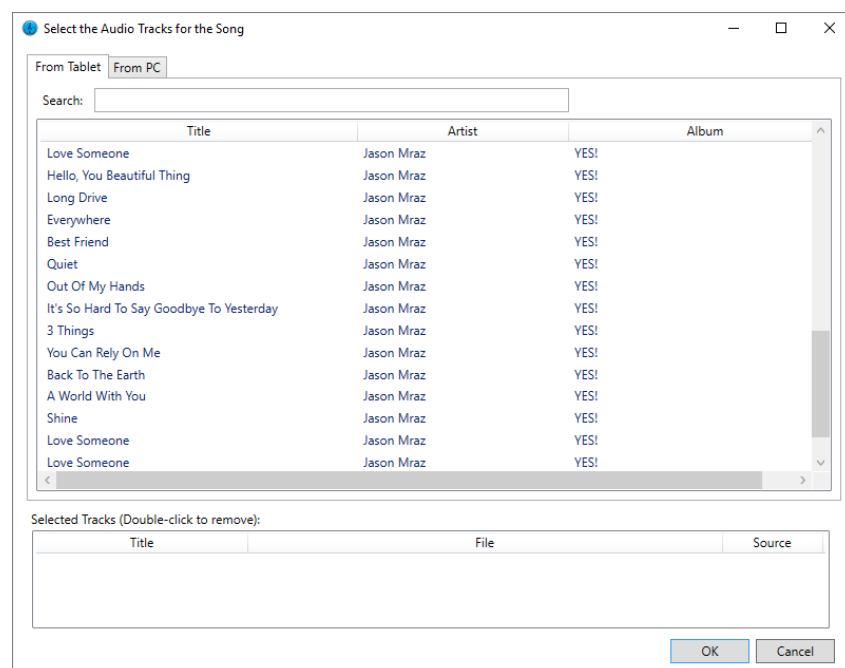 Select the Audio Tracks for the Song
From Tablet From PC
Search:
Title Artist Album
Love Someone Jason Mraz YES!
Hello, You Beautiful Thing Jason Mraz YES!
Long Drive Jason Mraz YES!
Everywhere Jason Mraz YES!
Best Friend Jason Mraz YES!
Quiet Jason Mraz YES!
Out Of My Hands Jason Mraz YES!
It's So Hard To Say Goodbye To Yesterday Jason Mraz YES!
3 Things Jason Mraz YES!
You Can Rely On Me Jason Mraz YES!
Back To The Earth Jason Mraz YES!
A World With You Jason Mraz YES!
Shine Jason Mraz YES!
Love Someone Jason Mraz YES!
Love Someone Jason Mraz YES!
Selected Tracks (Double-click to remove):
Title File Source
OK Cancel